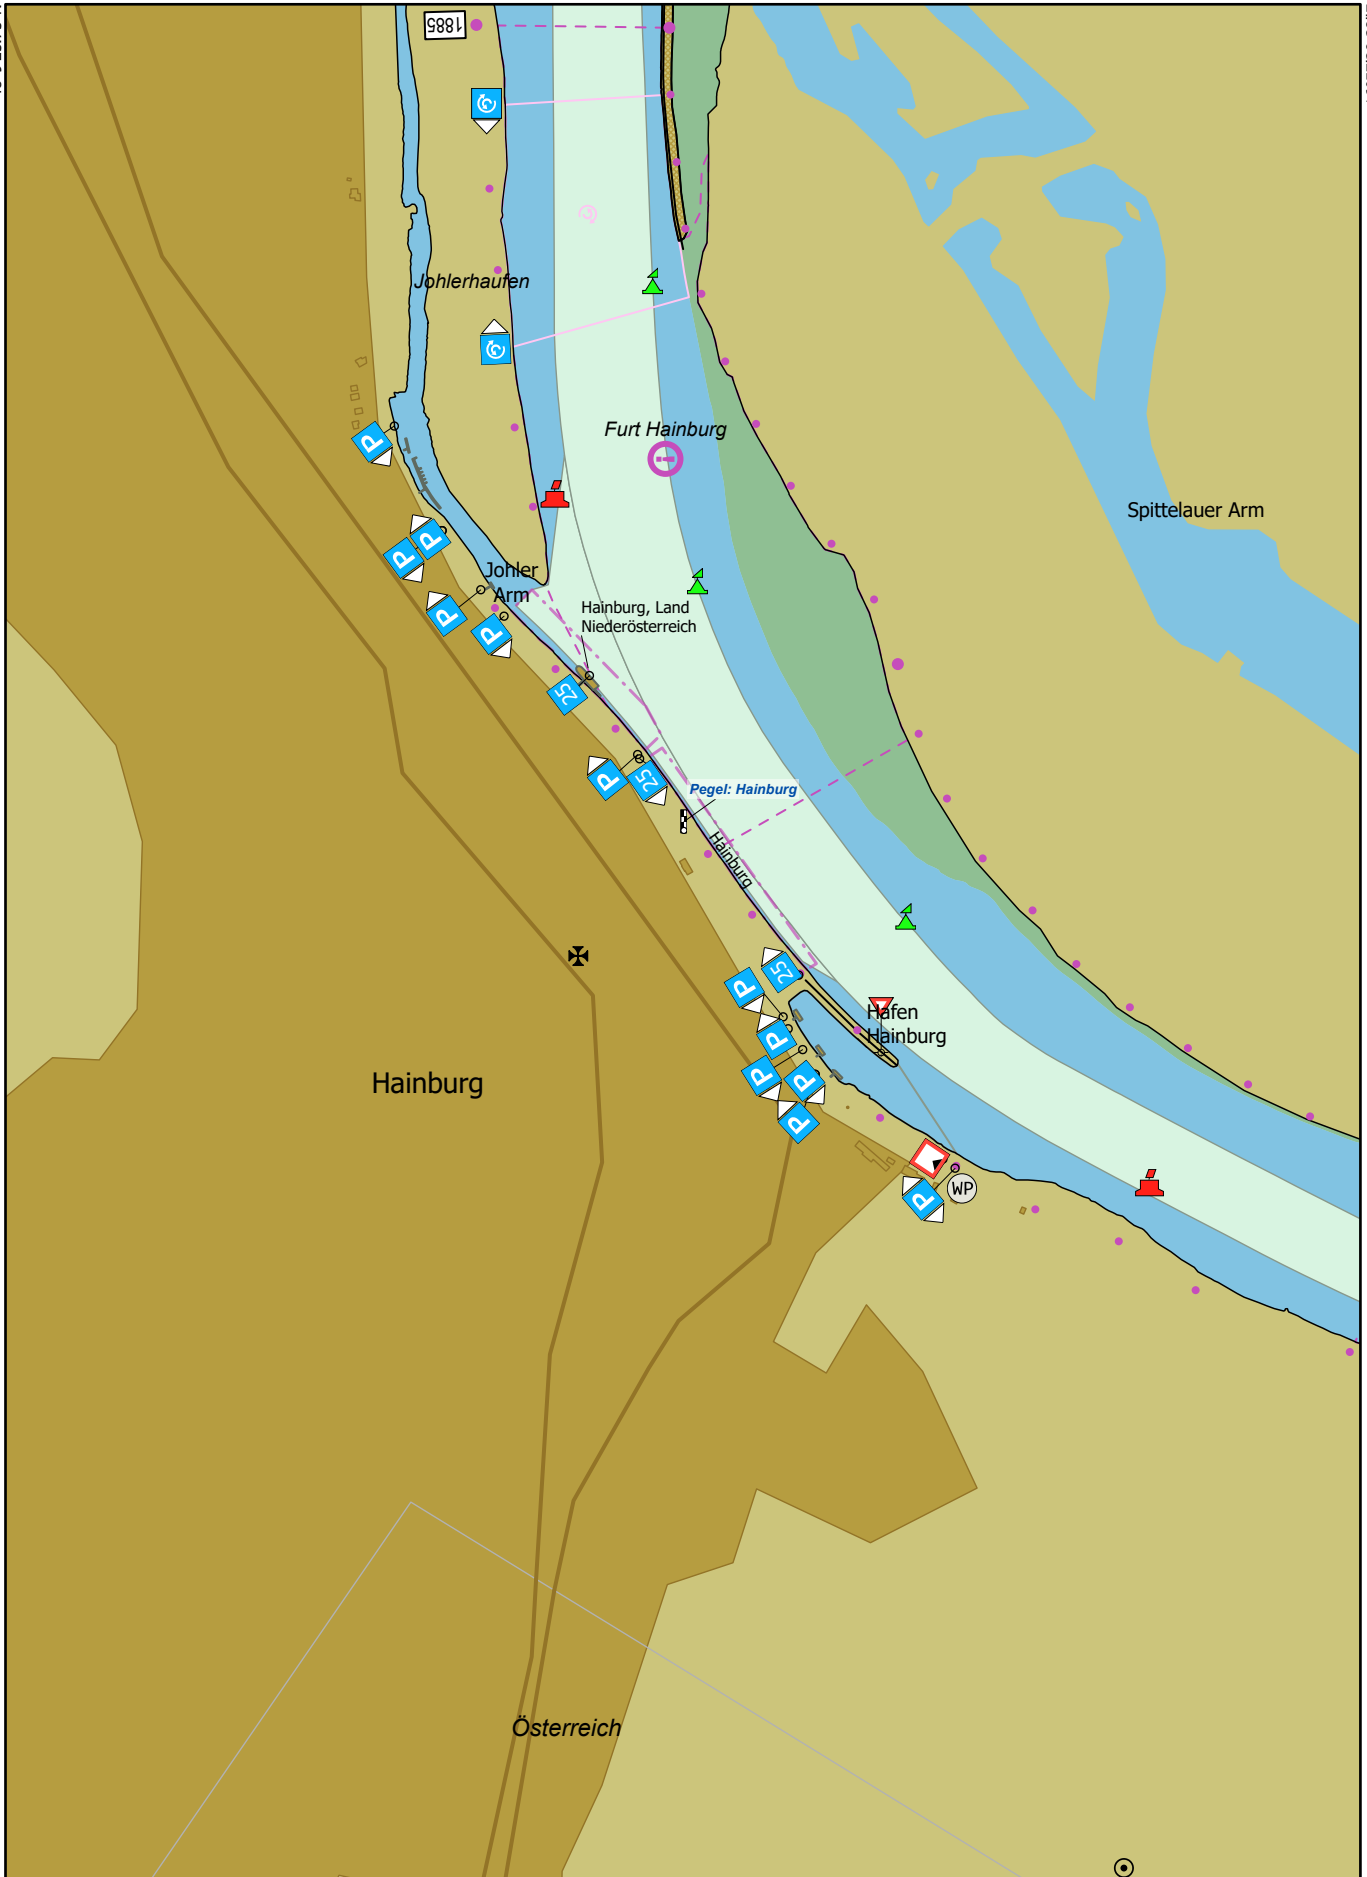 1885
Johlerhaufen
Furt Hainburg
Spittelauer Arm
P
P
P
Johler
Arm
P
P
Hainburg, Land
Niederösterreich
25
P
25
Pegel: Hainburg
Hainburg
25
P
P
Hafen
Hainburg
P
P
P
Hainburg
P
WP
Österreich